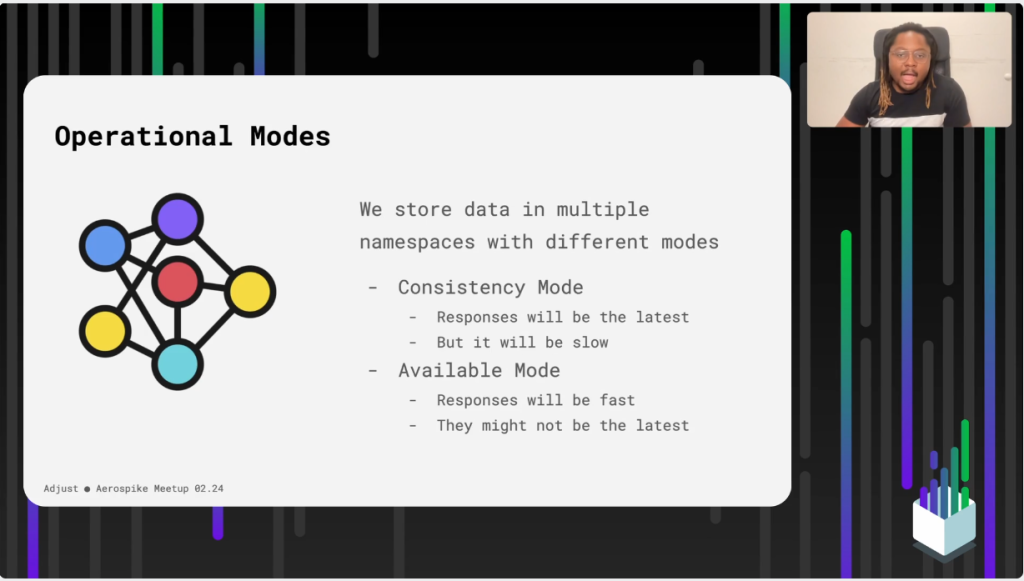 Operational Modes
We store data in multiple
namespaces with different modes
- Consistency Mode
- Responses will be the latest
- But it will be slow
- Available Mode
- Responses will be fast
- They might not be the latest
Adjust ● Aerospike Meetup 02.24